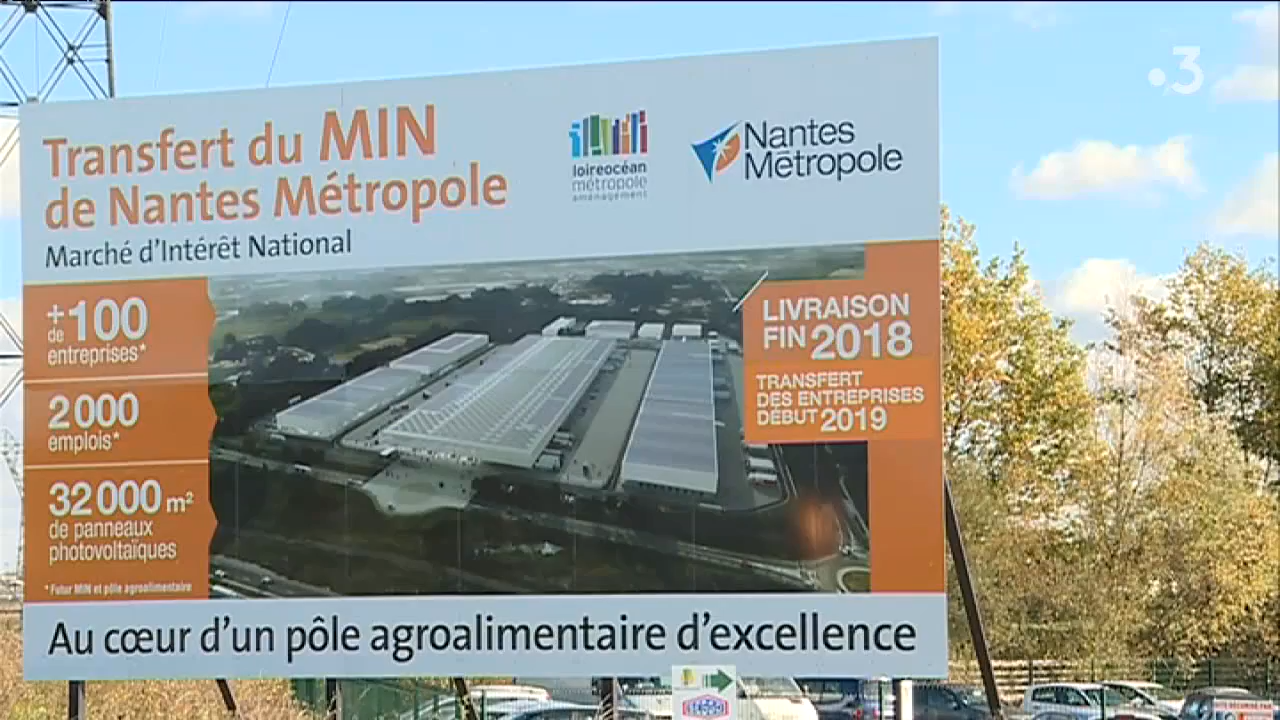 3
Transfert du MIN
de Nantes Métropole
Marché d'Intérêt National
loireocéan
métropole
aménagement
Nantes
Métropole
+ de 100
entreprises*
2 000
emplois*
32 000 m²
de panneaux
photovoltaïques
* Futur MIN et pôle agroalimentaire
LIVRAISON
FIN 2018
TRANSFERT
DES ENTREPRISES
DÉBUT 2019
Au cœur d'un pôle agroalimentaire d'excellence